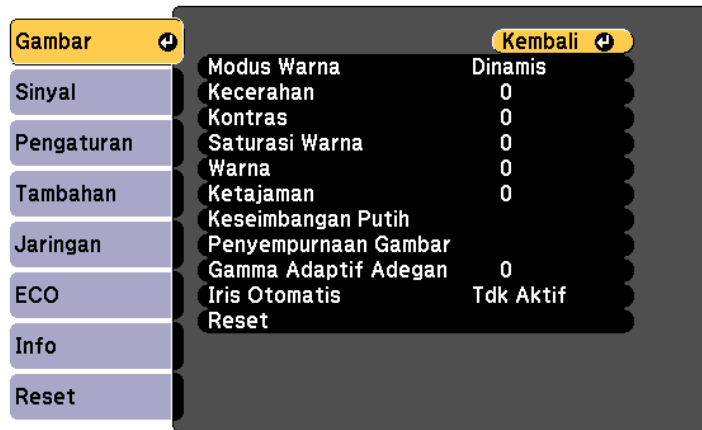 Gambar
Sinyal
Pengaturan
Tambahan
Jaringan
ECO
Info
Reset
Kembali
Modus Warna Dinamis
Kecerahan 0
Kontras 0
Saturasi Warna 0
Warna 0
Ketajaman 0
Keseimbangan Putih
Penyempurnaan Gambar
Gamma Adaptif Adegan 0
Iris Otomatis Tdk Aktif
Reset